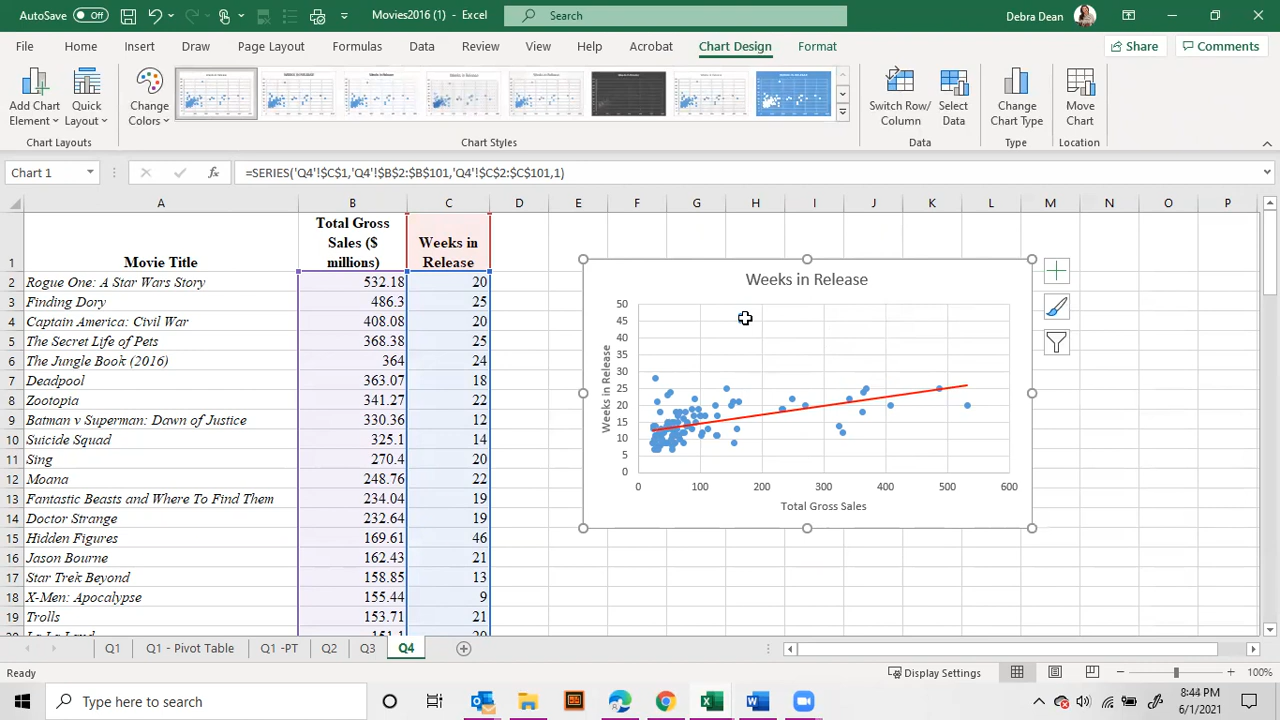 AutoSave Off Movies2016 (1) - Excel Search Debra Dean
File Home Insert Draw Page Layout Formulas Data Review View Help Acrobat Chart Design Format Share Comments
Add Chart Element Quick Layout Change Colors Switch Row/ Column Select Data Change Chart Type Move Chart
Chart Layouts Chart Styles Data Type Location
Chart 1 fx =SERIES('Q4'!$C$1,'Q4'!$B$2:$B$101,'Q4'!$C$2:$C$101,1)
A B C D E F G H I J K L M N O P
1 Movie Title Total Gross Sales ($ millions) Weeks in Release
2 Rogue One: A Star Wars Story 532.18 20
3 Finding Dory 486.3 25
4 Captain America: Civil War 408.08 20
5 The Secret Life of Pets 368.38 25
6 The Jungle Book (2016) 364 24
7 Deadpool 363.07 18
8 Zootopia 341.27 22
9 Batman v Superman: Dawn of Justice 330.36 12
10 Suicide Squad 325.1 14
11 Sing 270.4 20
12 Moana 248.76 22
13 Fantastic Beasts and Where To Find Them 234.04 19
14 Doctor Strange 232.64 19
15 Hidden Figures 169.61 46
16 Jason Bourne 162.43 21
17 Star Trek Beyond 158.85 13
18 X-Men: Apocalypse 155.44 9
19 Trolls 153.71 21
Weeks in Release
50
45
40
35
30
25
20
15
10
5
0
Weeks in Release
0 100 200 300 400 500 600
Total Gross Sales
Q1 Q1 - Pivot Table Q1 -PT Q2 Q3 Q4
Ready Display Settings 100%
Type here to search
8:44 PM
6/1/2021